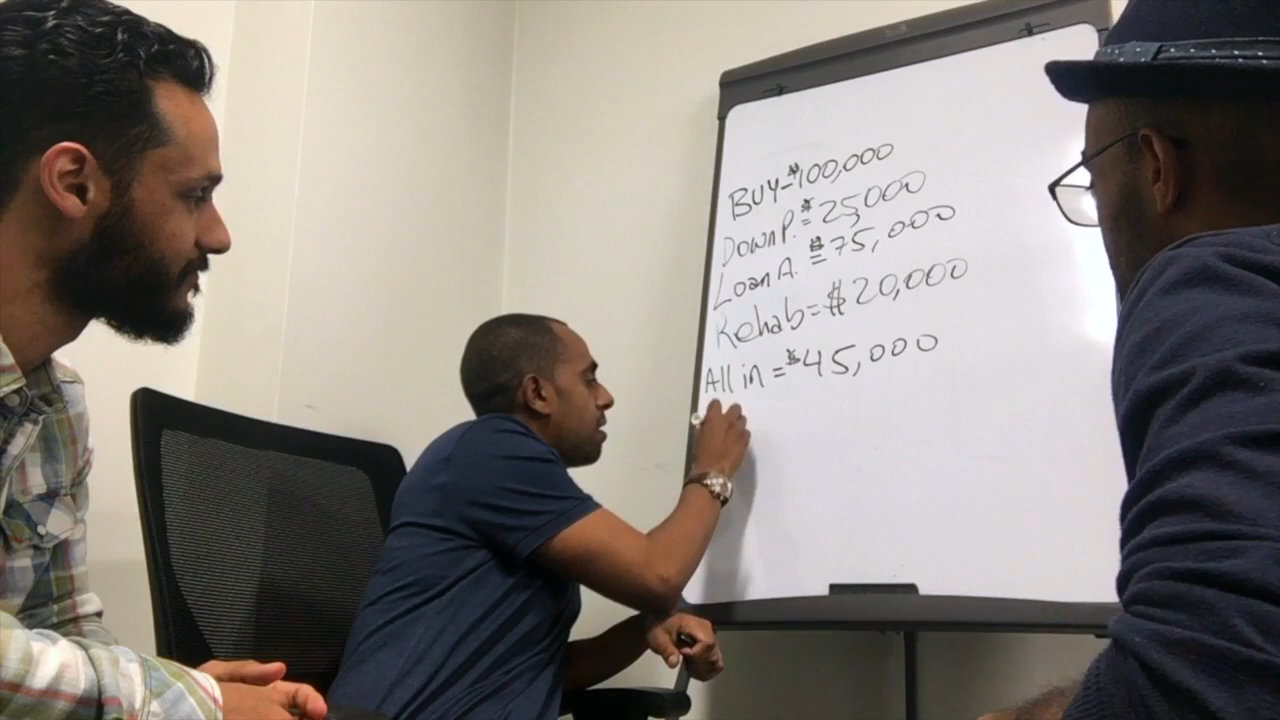 BUY-$100,000
Down P. = $25,000
Loan A. = $75,000
Rehab = $20,000
All in = $45,000